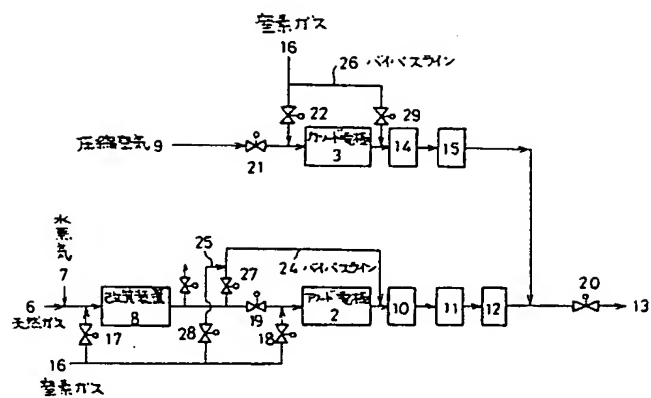 窒素ガス
16
26 バイパスライン
22
29
圧縮空気 9
21
カソード電極
3
14
15
水蒸気
7
25
24 バイパスライン
27
20
6
天然ガス
改質装置
8
19
アノード電極
2
10
11
12
13
17
28
18
16
窒素ガス